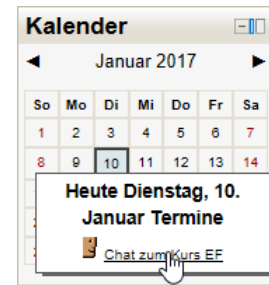 Kalender
◄ Januar 2017 ►
So Mo Di Mi Do Fr Sa
1 2 3 4 5 6 7
8 9 10 11 12 13 14
Heute Dienstag, 10.
Januar Termine
Chat zum Kurs EF